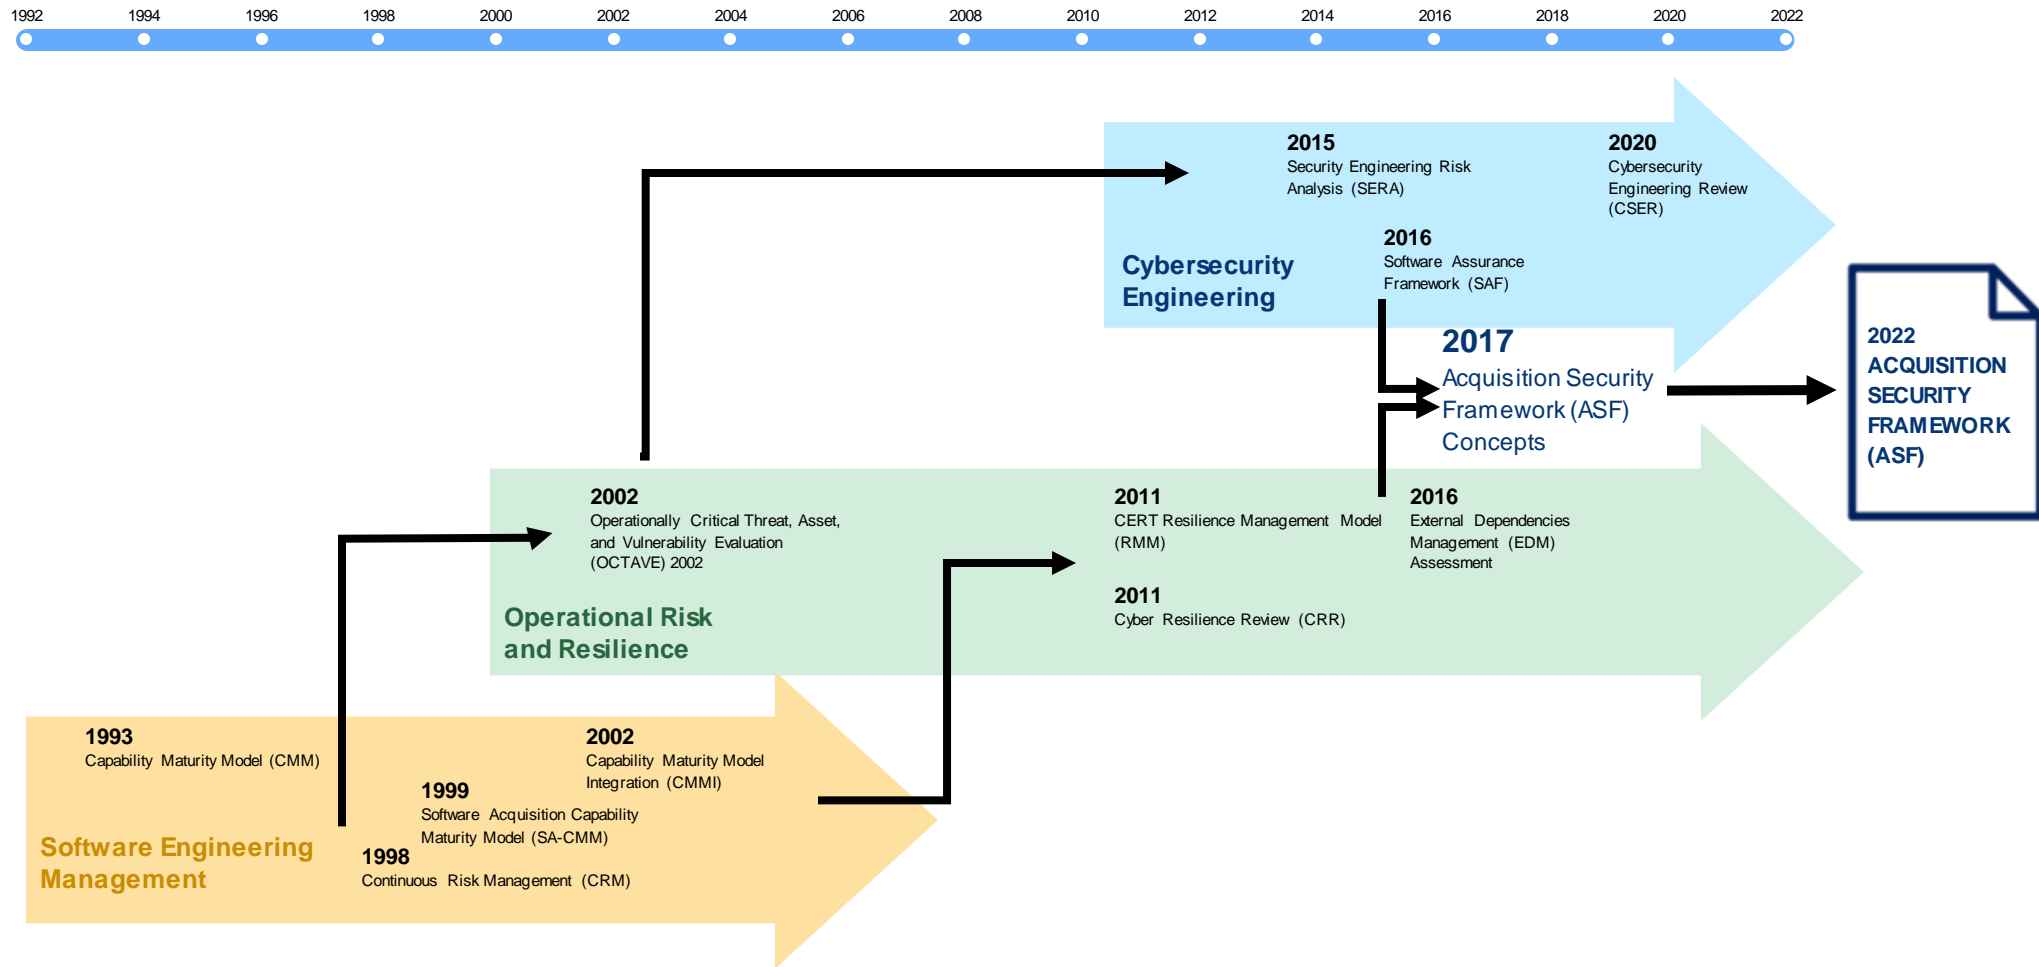 1992 1994 1996 1998 2000 2002 2004 2006 2008 2010 2012 2014 2016 2018 2020 2022
2015
Security Engineering Risk
Analysis (SERA)
2020
Cybersecurity
Engineering Review
(CSER)
2016
Software Assurance
Framework (SAF)
Cybersecurity
Engineering
2017
Acquisition Security
Framework (ASF)
Concepts
2022
ACQUISITION
SECURITY
FRAMEWORK
(ASF)
2002
Operationally Critical Threat, Asset,
and Vulnerability Evaluation
(OCTAVE) 2002
2011
CERT Resilience Management Model
(RMM)
2016
External Dependencies
Management (EDM)
Assessment
2011
Cyber Resilience Review (CRR)
Operational Risk
and Resilience
1993
Capability Maturity Model (CMM)
2002
Capability Maturity Model
Integration (CMMI)
1999
Software Acquisition Capability
Maturity Model (SA-CMM)
1998
Continuous Risk Management (CRM)
Software Engineering
Management